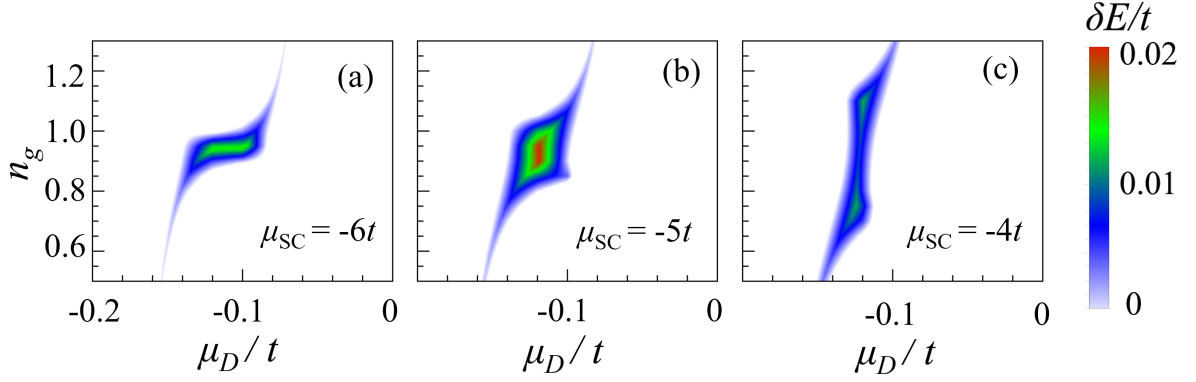 δE/t
(a)
(b)
(c)
0.02
0.01
0
n_g
1.2
1.0
0.8
0.6
μ_SC = -6t
μ_SC = -5t
μ_SC = -4t
-0.2 -0.1 0
-0.1 0
-0.1 0
μ_D / t
μ_D / t
μ_D / t